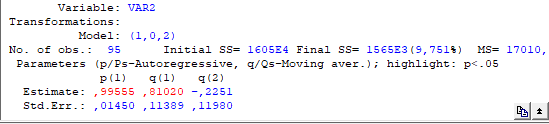 Variable: VAR2
Transformations:
Model: (1,0,2)
No. of obs.: 95 Initial SS= 1605E4 Final SS= 1565E3(9,751%) MS= 17010,
Parameters (p/Ps-Autoregressive, q/Qs-Moving aver.); highlight: p<.05
p(1) q(1) q(2)
Estimate: ,99555 ,81020 -,2251
Std.Err.: ,01450 ,11389 ,11980